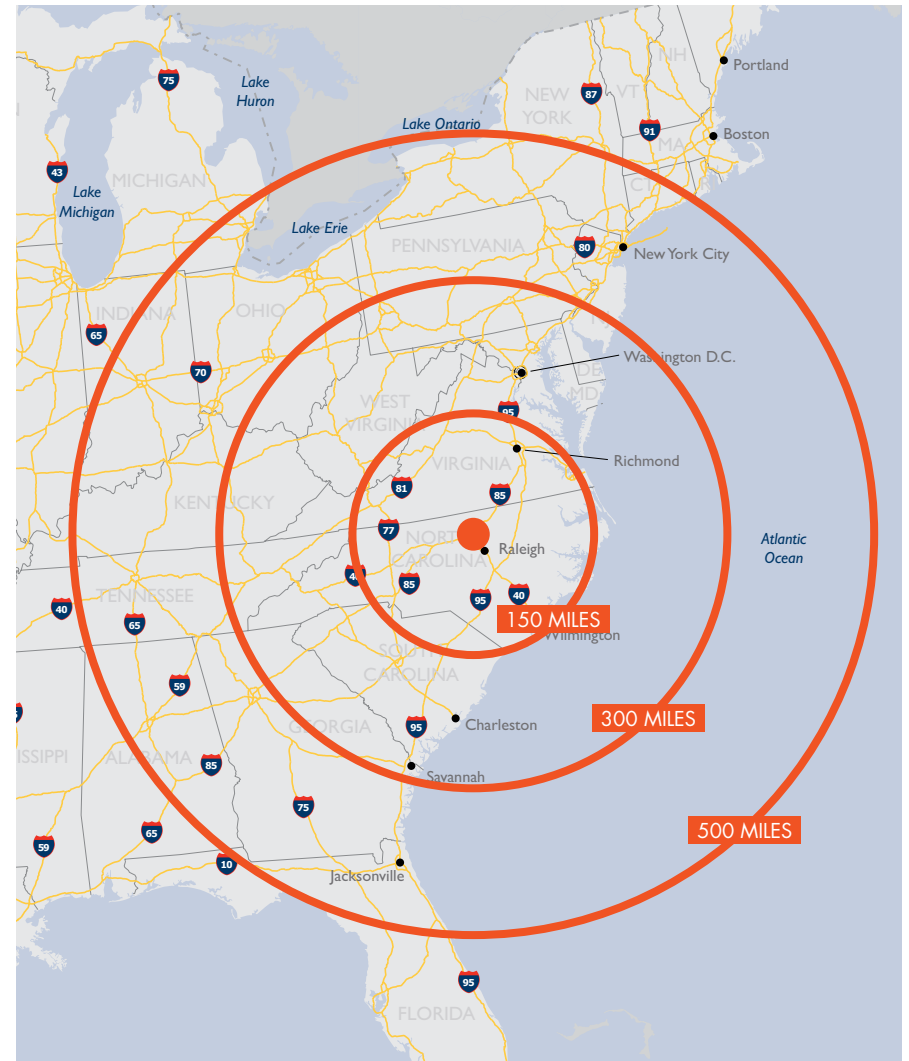 NH
Portland
75
Lake
Huron
87
NEW
YORK
VT
Lake Ontario
91
Boston
MA
43
MICHIGAN
CT
Lake
Michigan
Lake Erie
PENNSYLVANIA
80
New York City
INDIANA
OHIO
65
Washington D.C.
70
DE
MD
WEST
VIRGINIA
95
VIRGINIA
Richmond
81
85
KENTUCKY
77
NORTH
CAROLINA
Raleigh
Atlantic
Ocean
40
85
TENNESSEE
40
95
40
65
150 MILES
Wilmington
SOUTH
CAROLINA
59
300 MILES
95
Charleston
GEORGIA
ISSIPPI
ALABAMA
85
Savannah
75
65
500 MILES
59
10
Jacksonville
95
FLORIDA